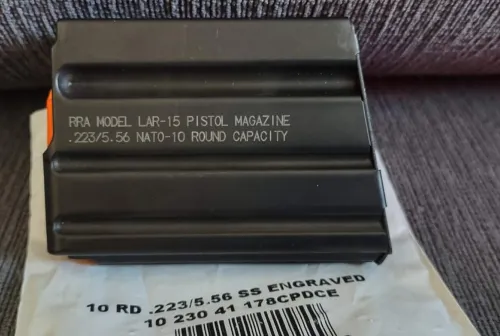 RRA MODEL LAR-15 PISTOL MAGAZINE
.223/5.56 NATO-10 ROUND CAPACITY
10 RD .223/5.56 SS ENGRAVED
10 230 41 178CPDCE